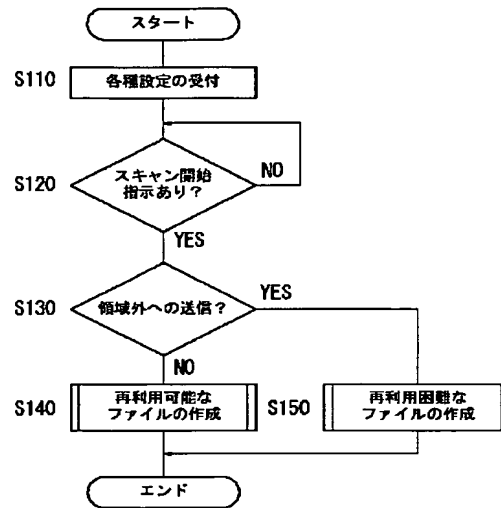 スタート
S110
各種設定の受付
S120
スキャン開始
指示あり?
NO
YES
S130
領域外への送信?
YES
NO
S140
再利用可能な
ファイルの作成
S150
再利用困難な
ファイルの作成
エンド